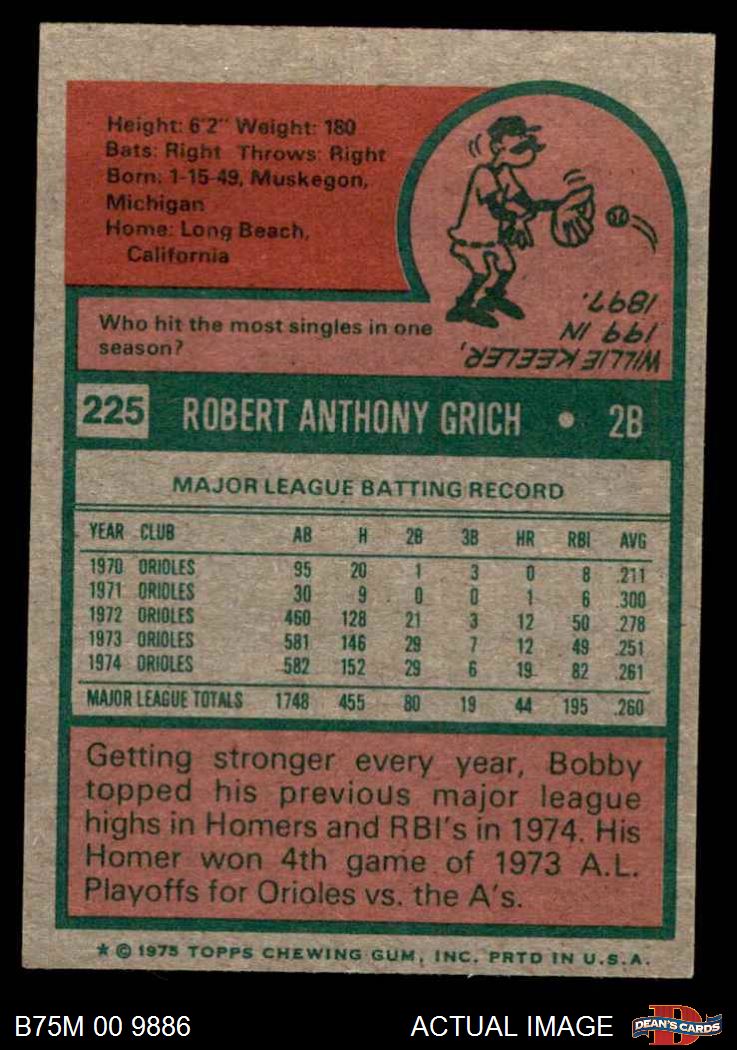 Height: 6'2" Weight: 180
Bats: Right Throws: Right
Born: 1-15-49, Muskegon,
Michigan
Home: Long Beach,
California
Who hit the most singles in one
season?
WILLIE KEELER,
199 IN
1897.
225 ROBERT ANTHONY GRICH • 2B
MAJOR LEAGUE BATTING RECORD
YEAR CLUB AB H 2B 3B HR RBI AVG
1970 ORIOLES 95 20 1 3 0 8 .211
1971 ORIOLES 30 9 0 0 1 6 .300
1972 ORIOLES 460 128 21 3 12 50 .278
1973 ORIOLES 581 146 29 7 12 49 .251
1974 ORIOLES 582 152 29 6 19 82 .261
MAJOR LEAGUE TOTALS 1748 455 80 19 44 195 .260
Getting stronger every year, Bobby
topped his previous major league
highs in Homers and RBI's in 1974. His
Homer won 4th game of 1973 A.L.
Playoffs for Orioles vs. the A's.
* © 1975 TOPPS CHEWING GUM, INC. PRTD IN U.S.A.
B75M 00 9886 ACTUAL IMAGE DEAN'S CARDS